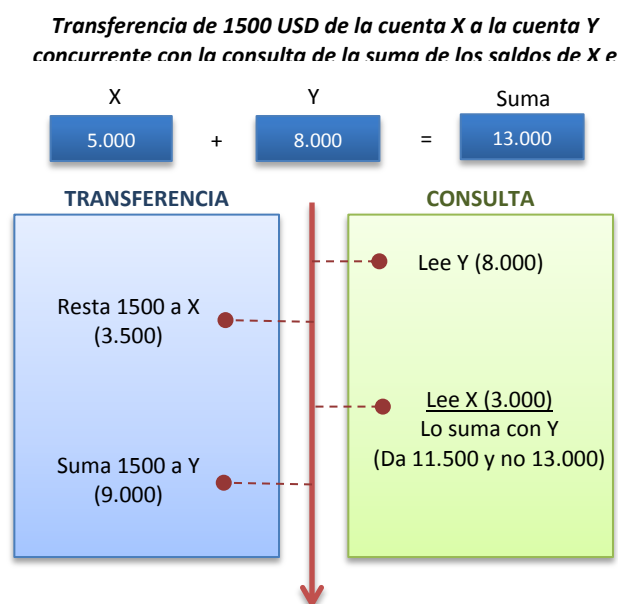 Transferencia de 1500 USD de la cuenta X a la cuenta Y
concurrente con la consulta de la suma de los saldos de X e
X Y Suma
5.000 + 8.000 = 13.000
TRANSFERENCIA CONSULTA
Lee Y (8.000)
Resta 1500 a X
(3.500)
Lee X (3.000)
Lo suma con Y
(Da 11.500 y no 13.000)
Suma 1500 a Y
(9.000)